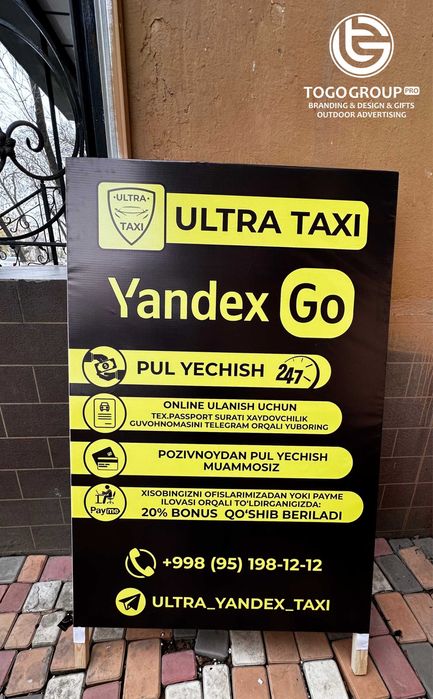 TOGO GROUP PRO
BRANDING & DESIGN & GIFTS
OUTDOOR ADVERTISING
ULTRA
TAXI
ULTRA TAXI
Yandex Go
PUL YECHISH 24/7
ONLINE ULANISH UCHUN
TEX.PASSPORT SURATI XAYDOVCHILIK
GUVOHNOMASINI TELEGRAM ORQALI YUBORING
POZIVNOYDAN PUL YECHISH
MUAMMOSIZ
Payme
XISOBINGIZNI OFISLARIMIZADAN YOKI PAYME
ILOVASI ORQALI TO'LDIRGANIGIZDA:
20% BONUS QO'SHIB BERILADI
+998 (95) 198-12-12
ULTRA_YANDEX_TAXI